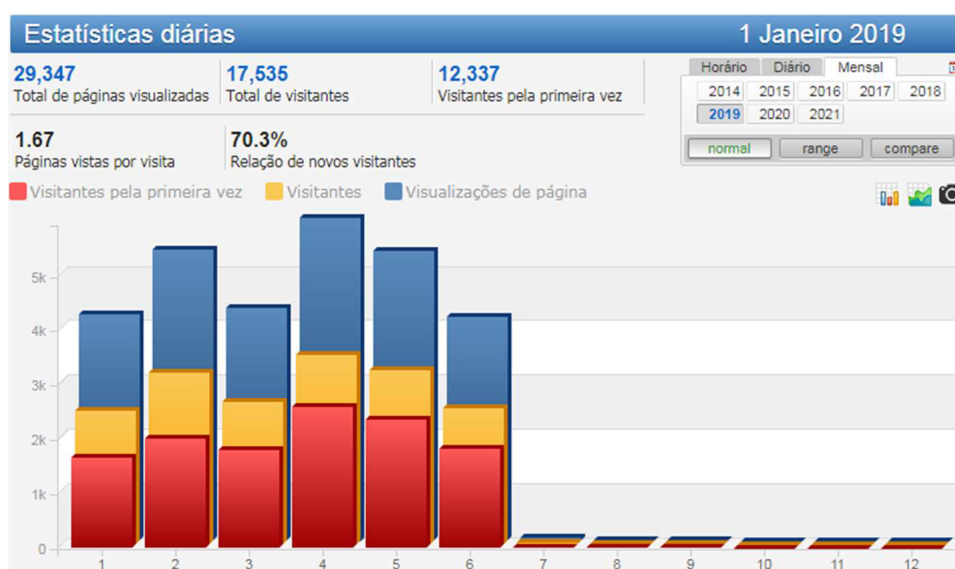 Estatísticas diárias 1 Janeiro 2019
29,347 17,535 12,337
Total de páginas visualizadas Total de visitantes Visitantes pela primeira vez
1.67 70.3%
Páginas vistas por visita Relação de novos visitantes
Horário Diário Mensal
2014 2015 2016 2017 2018
2019 2020 2021
normal range compare
Visitantes pela primeira vez Visitantes Visualizações de página
5k
4k
3k
2k
1k
0
1 2 3 4 5 6 7 8 9 10 11 12